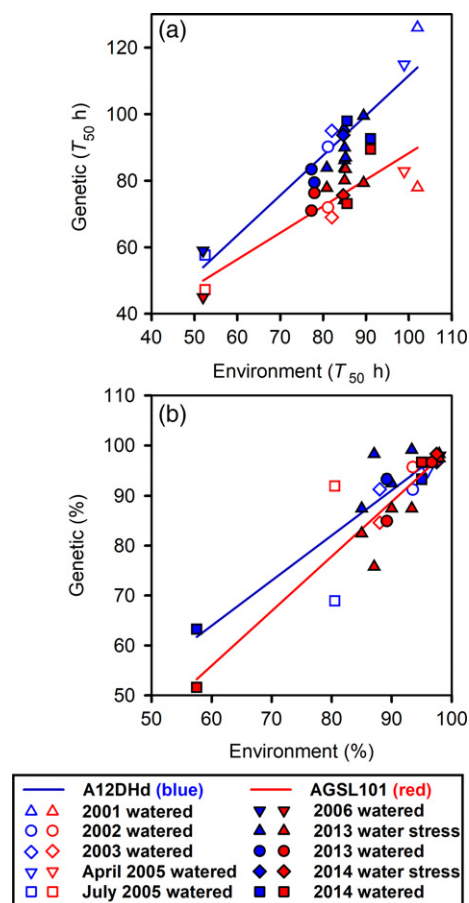 (a)
120
100
80
60
40
Genetic (T50 h)
40 50 60 70 80 90 100 110
Environment (T50 h)
(b)
110
100
90
80
70
60
50
Genetic (%)
50 60 70 80 90 100
Environment (%)
A12DHd (blue) AGSL101 (red)
2001 watered 2006 watered
2002 watered 2013 water stress
2003 watered 2013 watered
April 2005 watered 2014 water stress
July 2005 watered 2014 watered